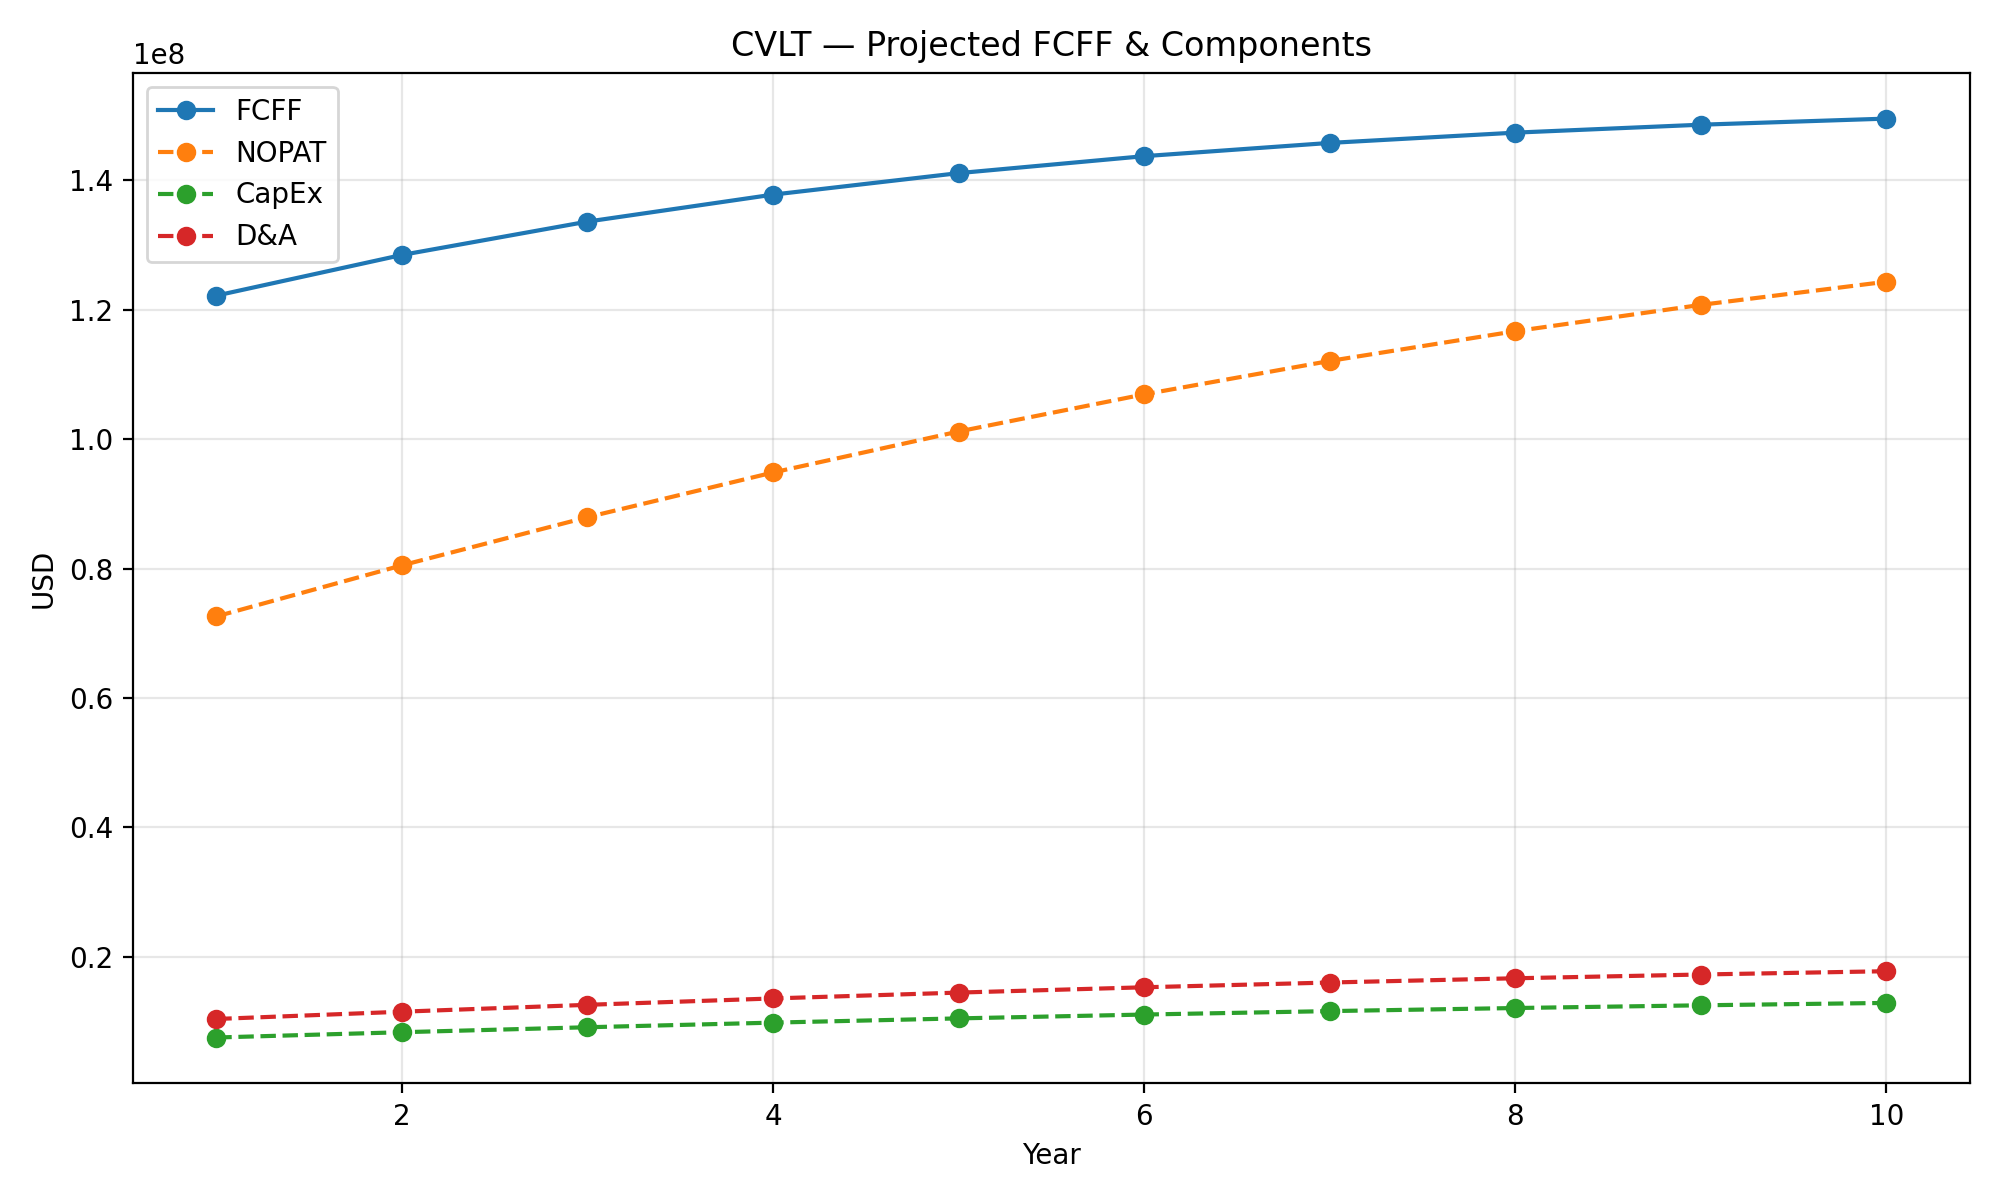 CVLT — Projected FCFF & Components
1e8
FCFF
NOPAT
CapEx
D&A
1.4
1.2
1.0
0.8
0.6
0.4
0.2
USD
2 4 6 8 10
Year